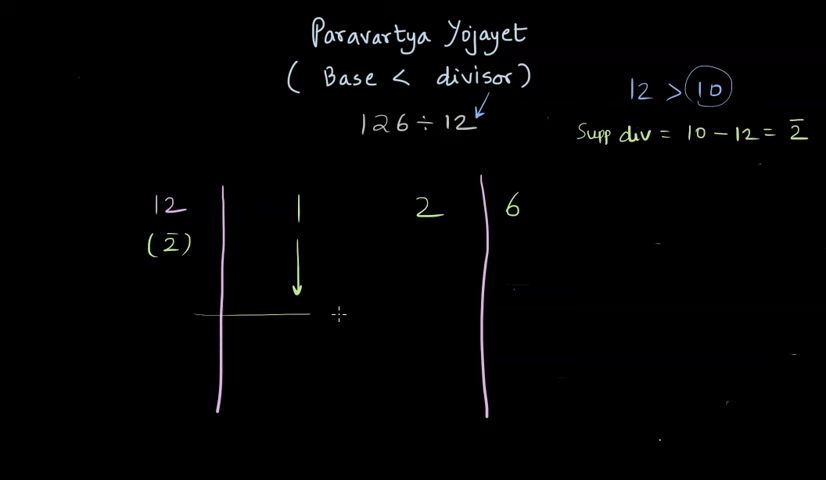 Paravartya Yojayet
( Base < divisor)
12 > 10
126 ÷ 12
Supp div = 10 - 12 = 2̅
12 1 2 6
(2̅)